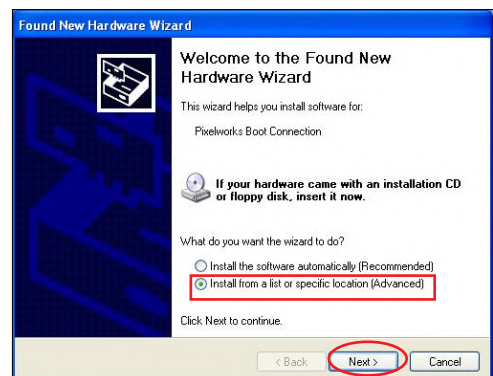 Found New Hardware Wizard
Welcome to the Found New
Hardware Wizard
This wizard helps you install software for:
Pixelworks Boot Connection
If your hardware came with an installation CD
or floppy disk, insert it now.
What do you want the wizard to do?
Install the software automatically (Recommended)
Install from a list or specific location (Advanced)
Click Next to continue.
< Back Next > Cancel